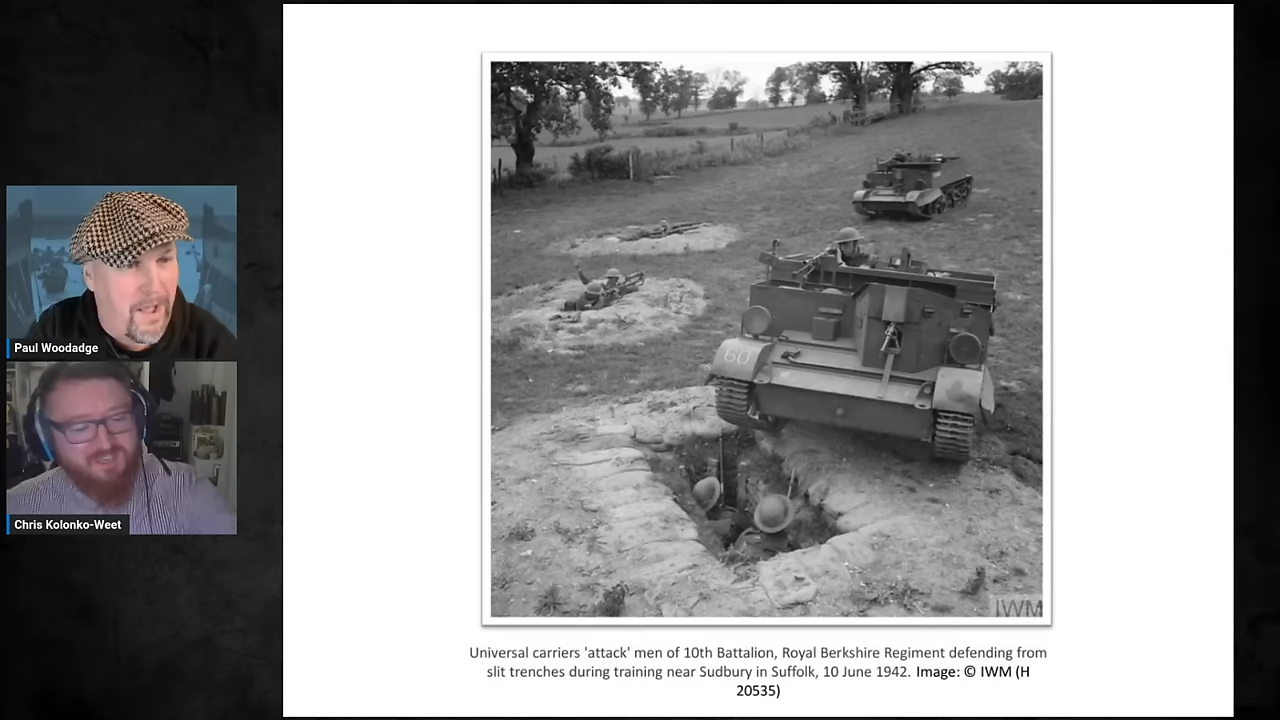 Paul Woodadge
Chris Kolonko-Weet
60
IWM
Universal carriers 'attack' men of 10th Battalion, Royal Berkshire Regiment defending from
slit trenches during training near Sudbury in Suffolk, 10 June 1942. Image: © IWM (H
20535)